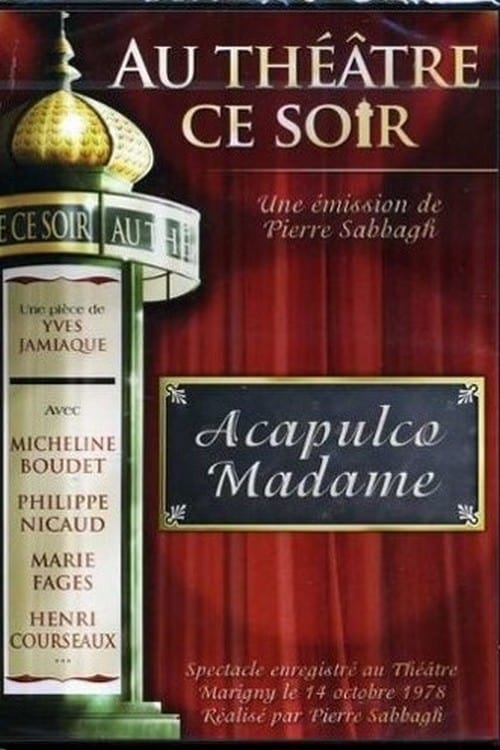 AU THÉÂTRE
CE SOIR
Une émission de
Pierre Sabbagh
E CE SOIR AU TH
Une pièce de
YVES
JAMIAQUE
Avec
MICHELINE
BOUDET
PHILIPPE
NICAUD
MARIE
FAGES
HENRI
COURSEAUX
...
Acapulco
Madame
Spectacle enregistré au Théâtre
Marigny le 14 octobre 1978
Réalisé par Pierre Sabbagh